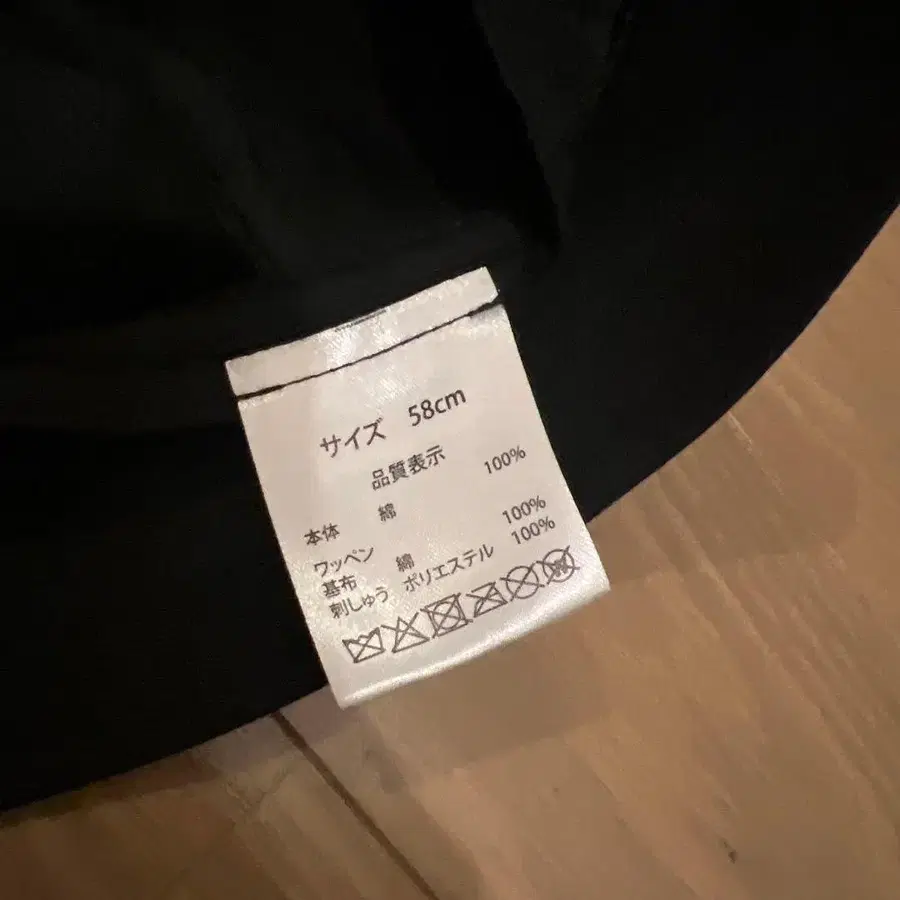 サイズ 58cm
品質表示
本体 綿 100%
ワッペン
基布 綿 100%
刺しゅう ポリエステル 100%